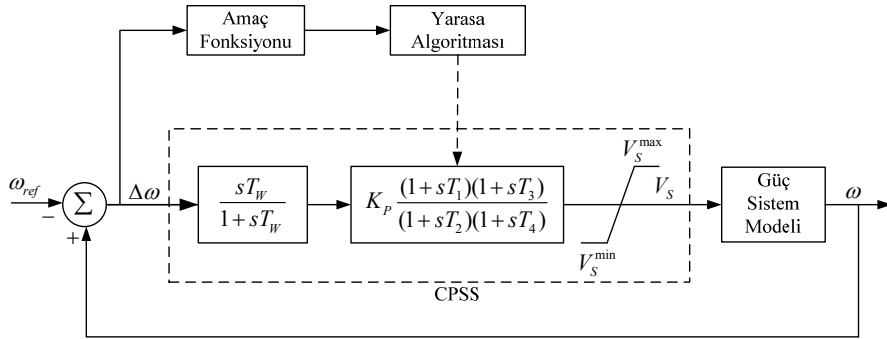 Amaç
Fonksiyonu
Yarasa
Algoritması
ω_ref
−
+
Σ
Δω
sT_W
1+sT_W
K_P (1+sT_1)(1+sT_3)
(1+sT_2)(1+sT_4)
V_S^max
V_S
V_S^min
CPSS
Güç
Sistem
Modeli
ω